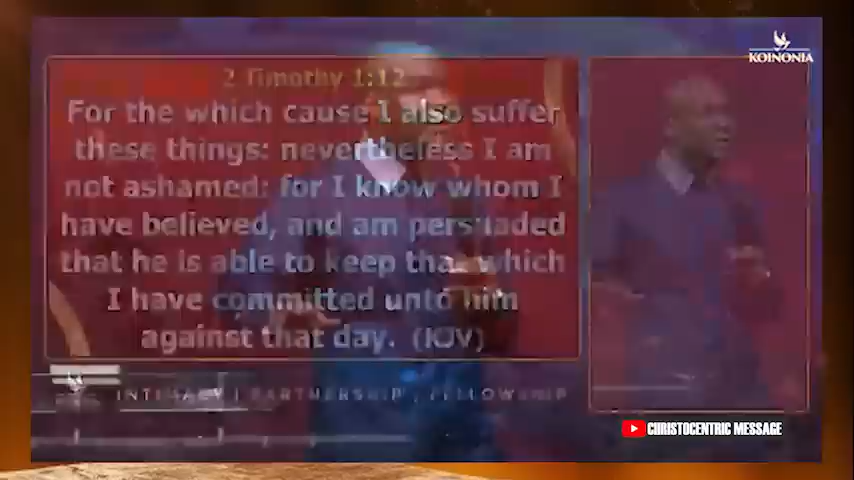 KOINONIA
2 Timothy 1:12
For the which cause I also suffer
these things: nevertheless I am
not ashamed: for I know whom I
have believed, and am persuaded
that he is able to keep that which
I have committed unto him
against that day. (KJV)
INTIMACY | PARTNERSHIP | FELLOWSHIP
CHRISTOCENTRIC MESSAGE